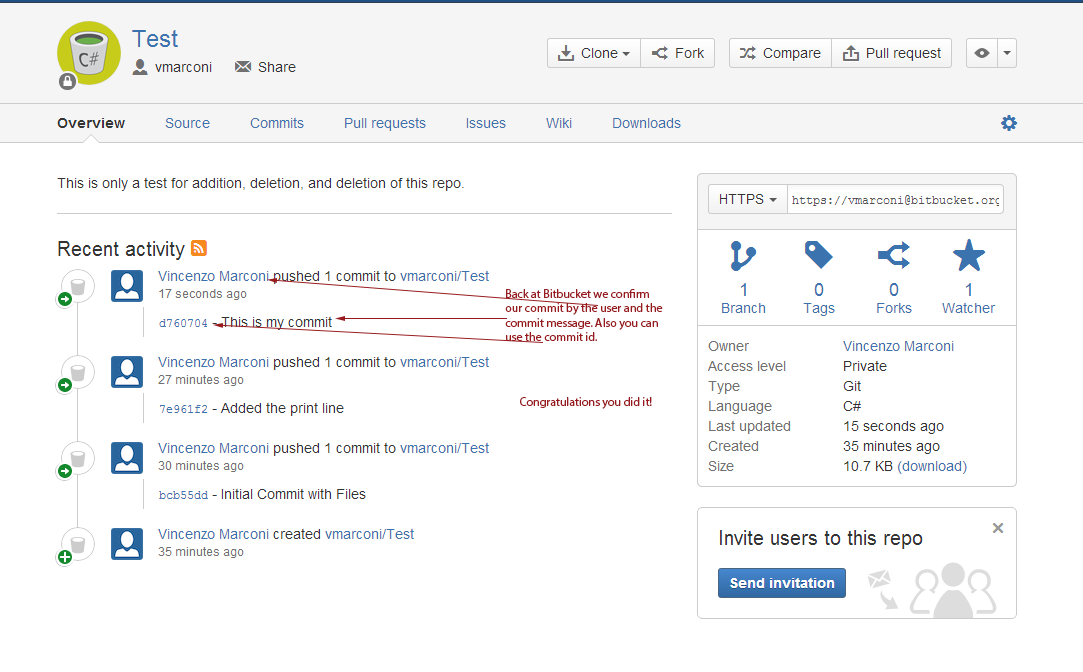 C#
Test
vmarconi
Share
Clone
Fork
Compare
Pull request
Overview
Source
Commits
Pull requests
Issues
Wiki
Downloads
This is only a test for addition, deletion, and deletion of this repo.
Recent activity
Vincenzo Marconi pushed 1 commit to vmarconi/Test
17 seconds ago
d760704 - This is my commit
Vincenzo Marconi pushed 1 commit to vmarconi/Test
27 minutes ago
7e961f2 - Added the print line
Vincenzo Marconi pushed 1 commit to vmarconi/Test
30 minutes ago
bcb55dd - Initial Commit with Files
Vincenzo Marconi created vmarconi/Test
35 minutes ago
Back at Bitbucket we confirm
our commit by the user and the
commit message. Also you can
use the commit id.
Congratulations you did it!
HTTPS
https://vmarconi@bitbucket.org
1
Branch
0
Tags
0
Forks
1
Watcher
Owner Vincenzo Marconi
Access level Private
Type Git
Language C#
Last updated 15 seconds ago
Created 35 minutes ago
Size 10.7 KB (download)
Invite users to this repo
Send invitation